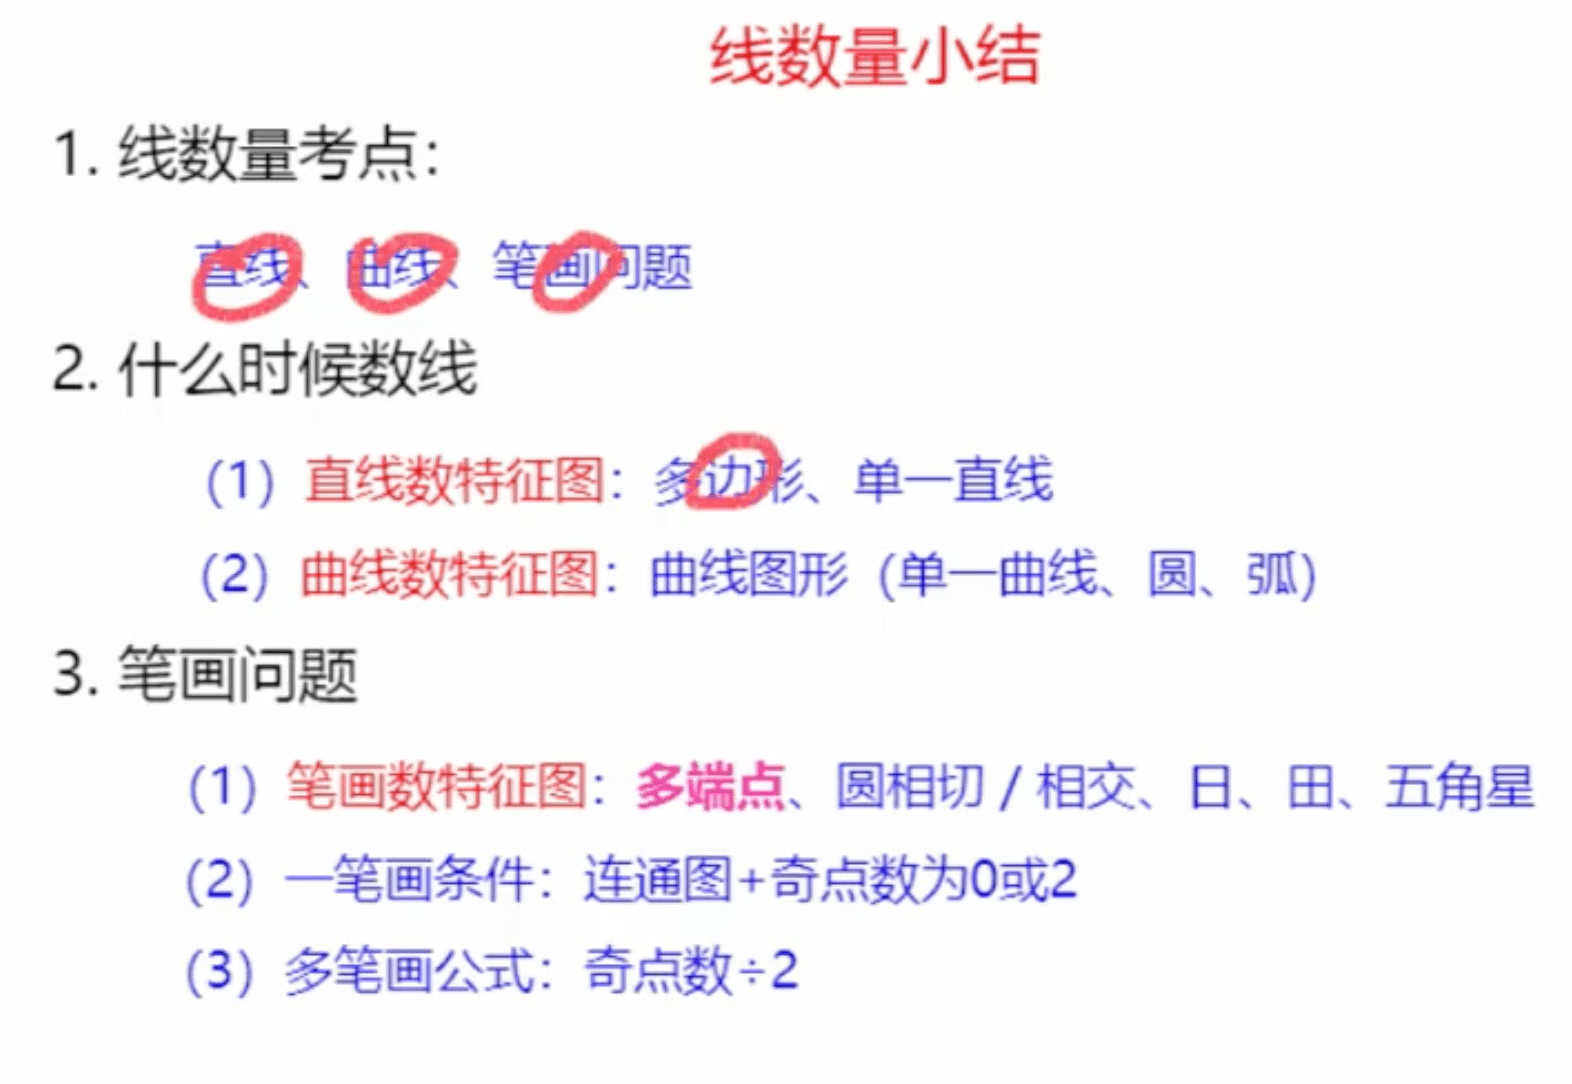 线数量小结
1. 线数量考点：
直线、曲线、笔画问题
2. 什么时候数线
（1）直线数特征图：多边形、单一直线
（2）曲线数特征图：曲线图形（单一曲线、圆、弧）
3. 笔画问题
（1）笔画数特征图：多端点、圆相切 / 相交、日、田、五角星
（2）一笔画条件：连通图+奇点数为0或2
（3）多笔画公式：奇点数÷2